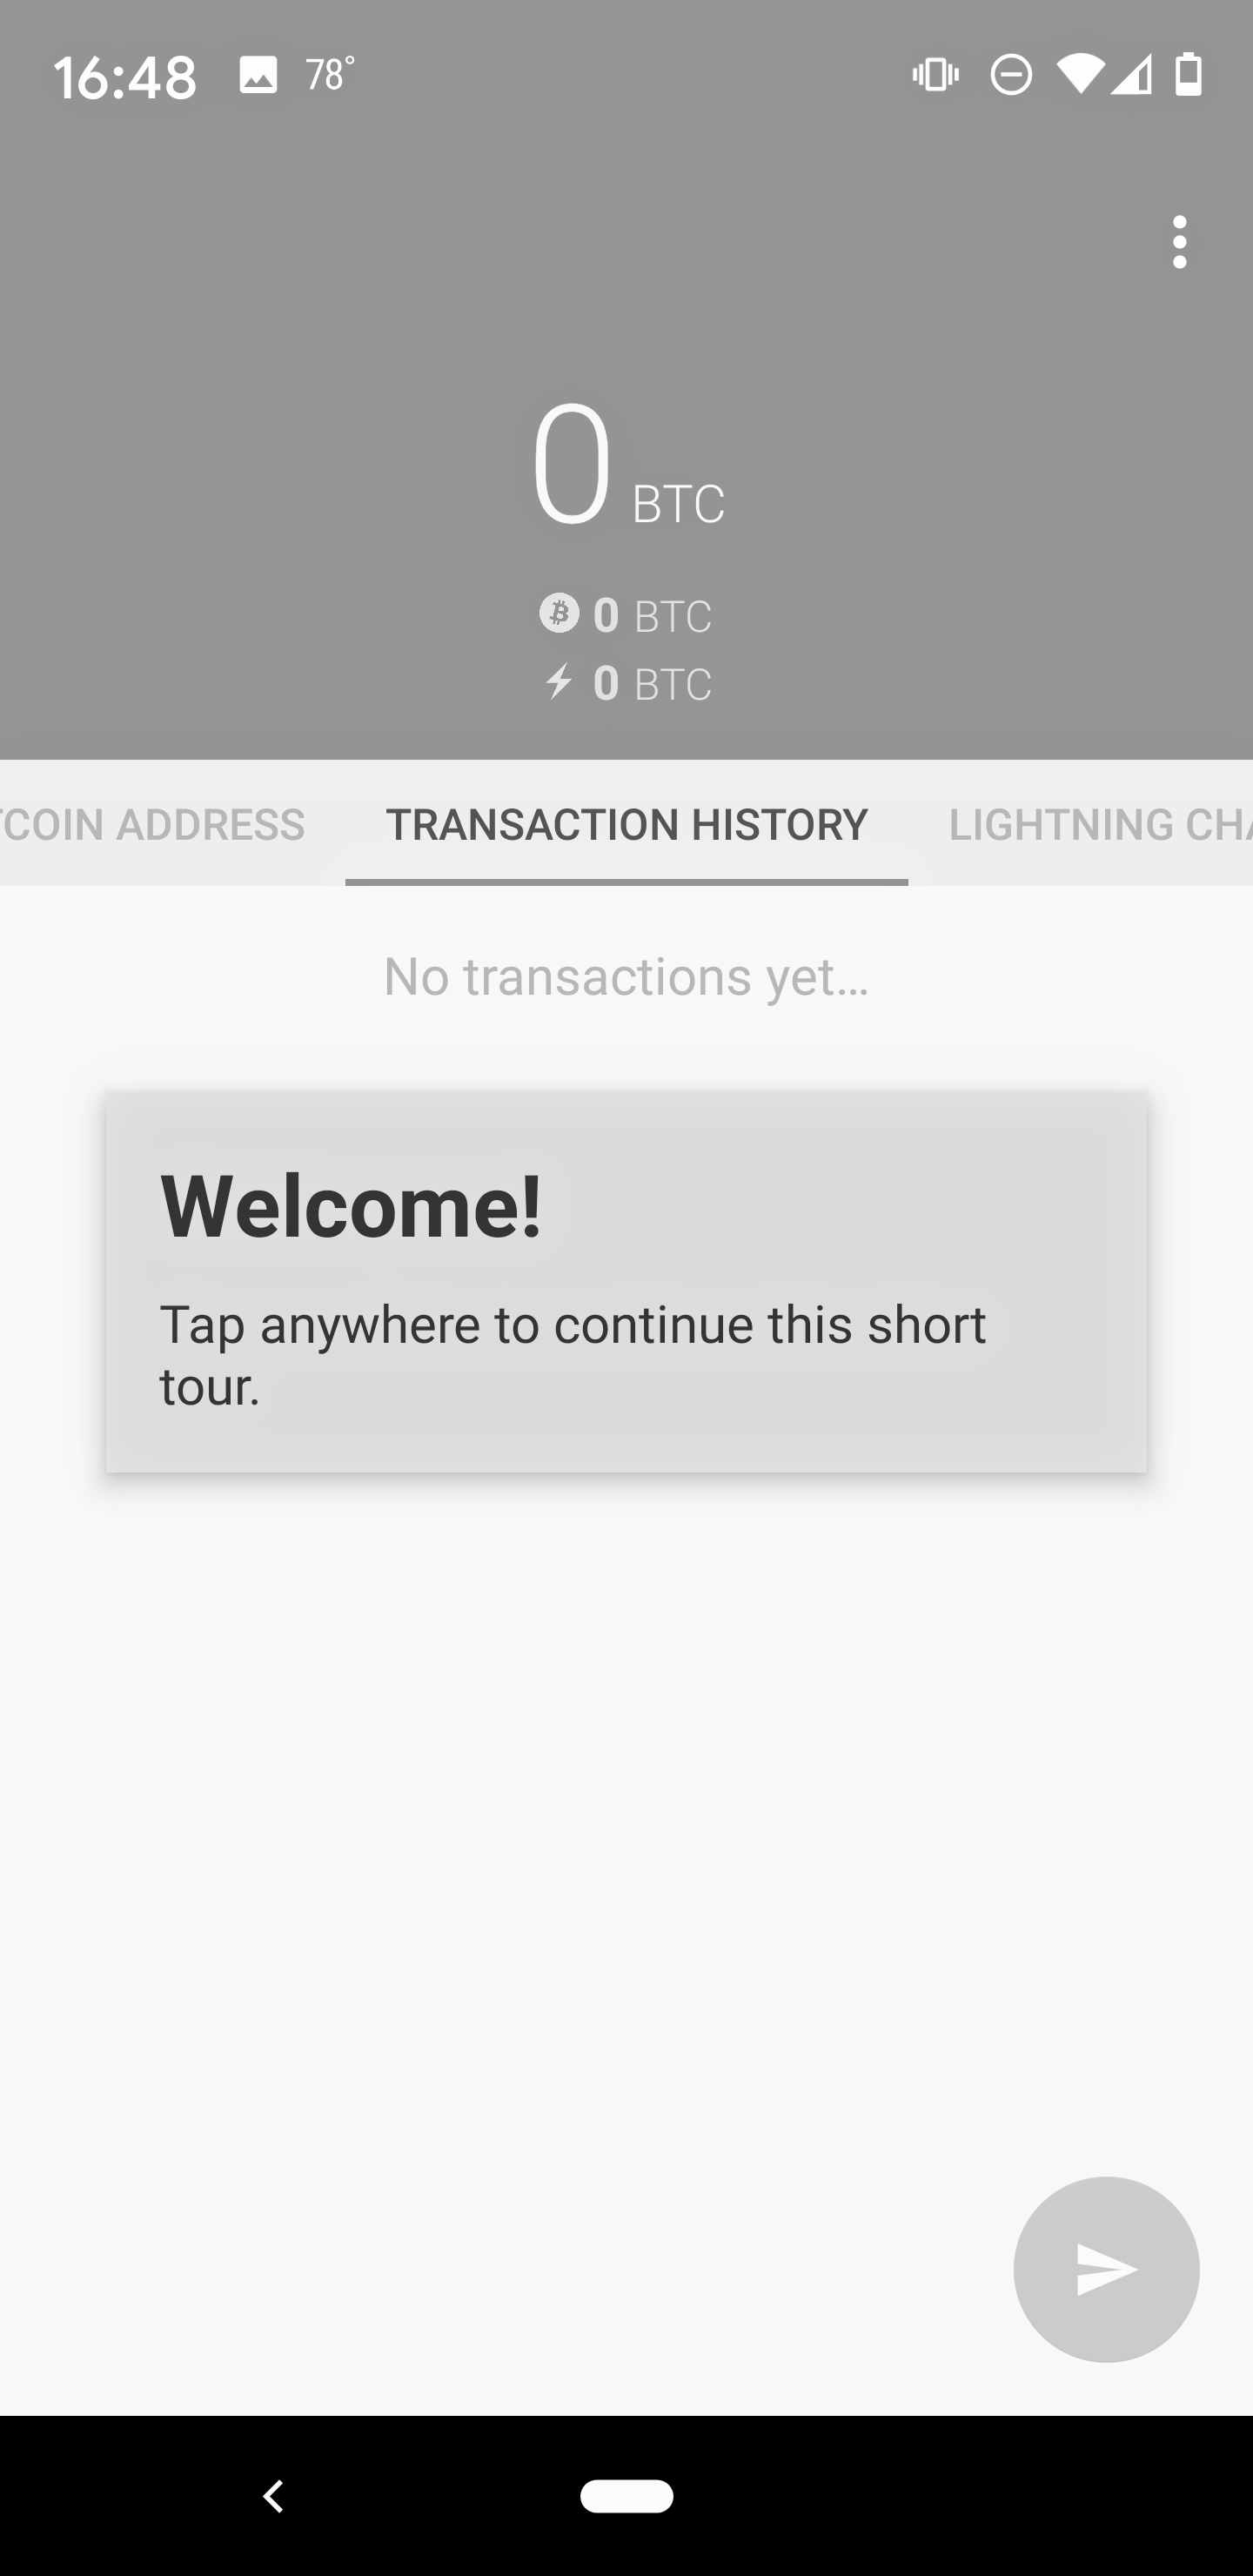 16:48 78°
0 BTC
0 BTC
0 BTC
TCOIN ADDRESS TRANSACTION HISTORY LIGHTNING CHA
No transactions yet…
Welcome!
Tap anywhere to continue this short
tour.